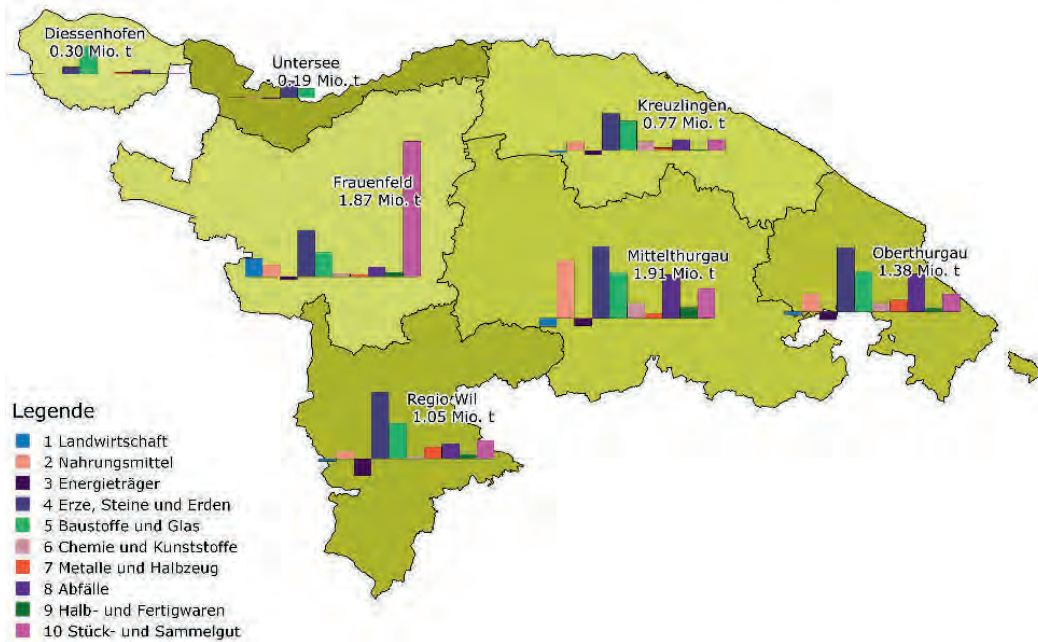 Diessenhofen
0.30 Mio. t
Untersee
0.19 Mio. t
Kreuzlingen
0.77 Mio. t
Frauenfeld
1.87 Mio. t
Mittelthurgau
1.91 Mio. t
Oberthurgau
1.38 Mio. t
Regio Wil
1.05 Mio. t
Legende
1 Landwirtschaft
2 Nahrungsmittel
3 Energieträger
4 Erze, Steine und Erden
5 Baustoffe und Glas
6 Chemie und Kunststoffe
7 Metalle und Halbzeug
8 Abfälle
9 Halb- und Fertigwaren
10 Stück- und Sammelgut